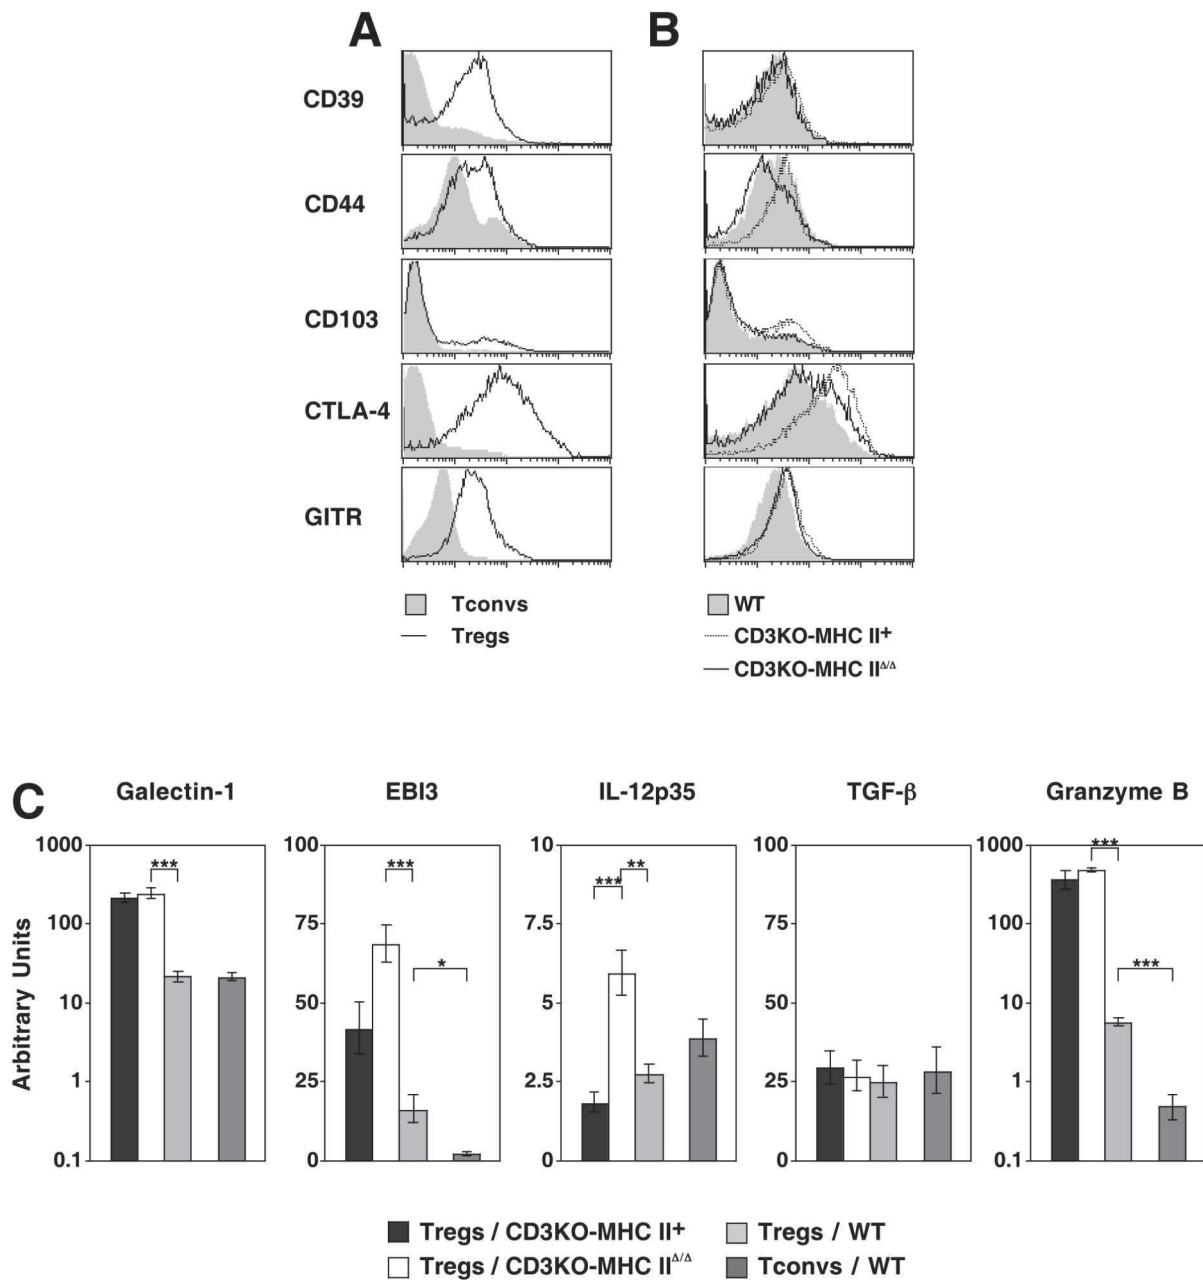 A
B
CD39
CD44
CD103
CTLA-4
GITR
Tconvs
Tregs
WT
CD3KO-MHC II+
CD3KO-MHC IIΔ/Δ
C
Galectin-1
EBI3
IL-12p35
TGF-β
Granzyme B
Arbitrary Units
1000
100
10
1
0.1
***
100
75
50
25
0
***
*
10
7.5
5
2.5
0
***
**
100
75
50
25
0
1000
100
10
1
0.1
***
***
Tregs / CD3KO-MHC II+
Tregs / WT
Tregs / CD3KO-MHC IIΔ/Δ
Tconvs / WT